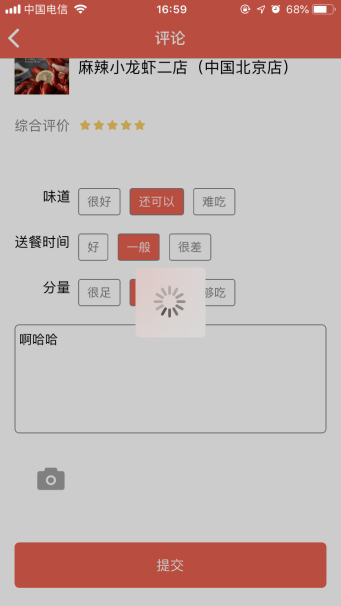 中国电信 16:59 68%
评论
麻辣小龙虾二店（中国北京店）
综合评价
味道 很好 还可以 难吃
送餐时间 好 一般 很差
分量 很足 够吃
啊哈哈
提交